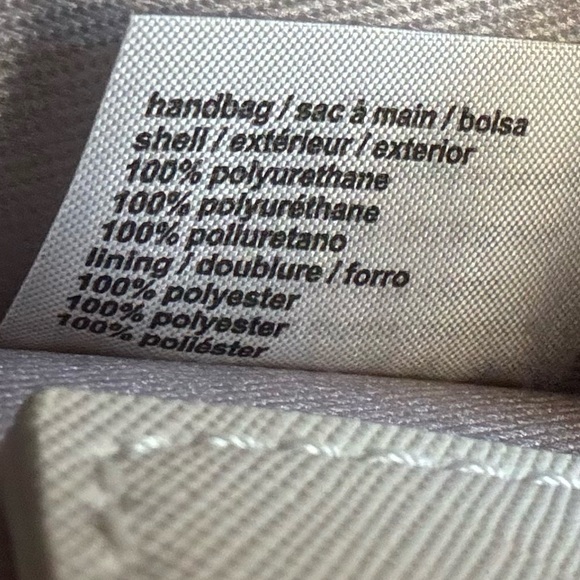 handbag / sac à main / bolsa
shell / extérieur / exterior
100% polyurethane
100% polyuréthane
100% poliuretano
lining / doublure / forro
100% polyester
100% polyester
100% poliéster